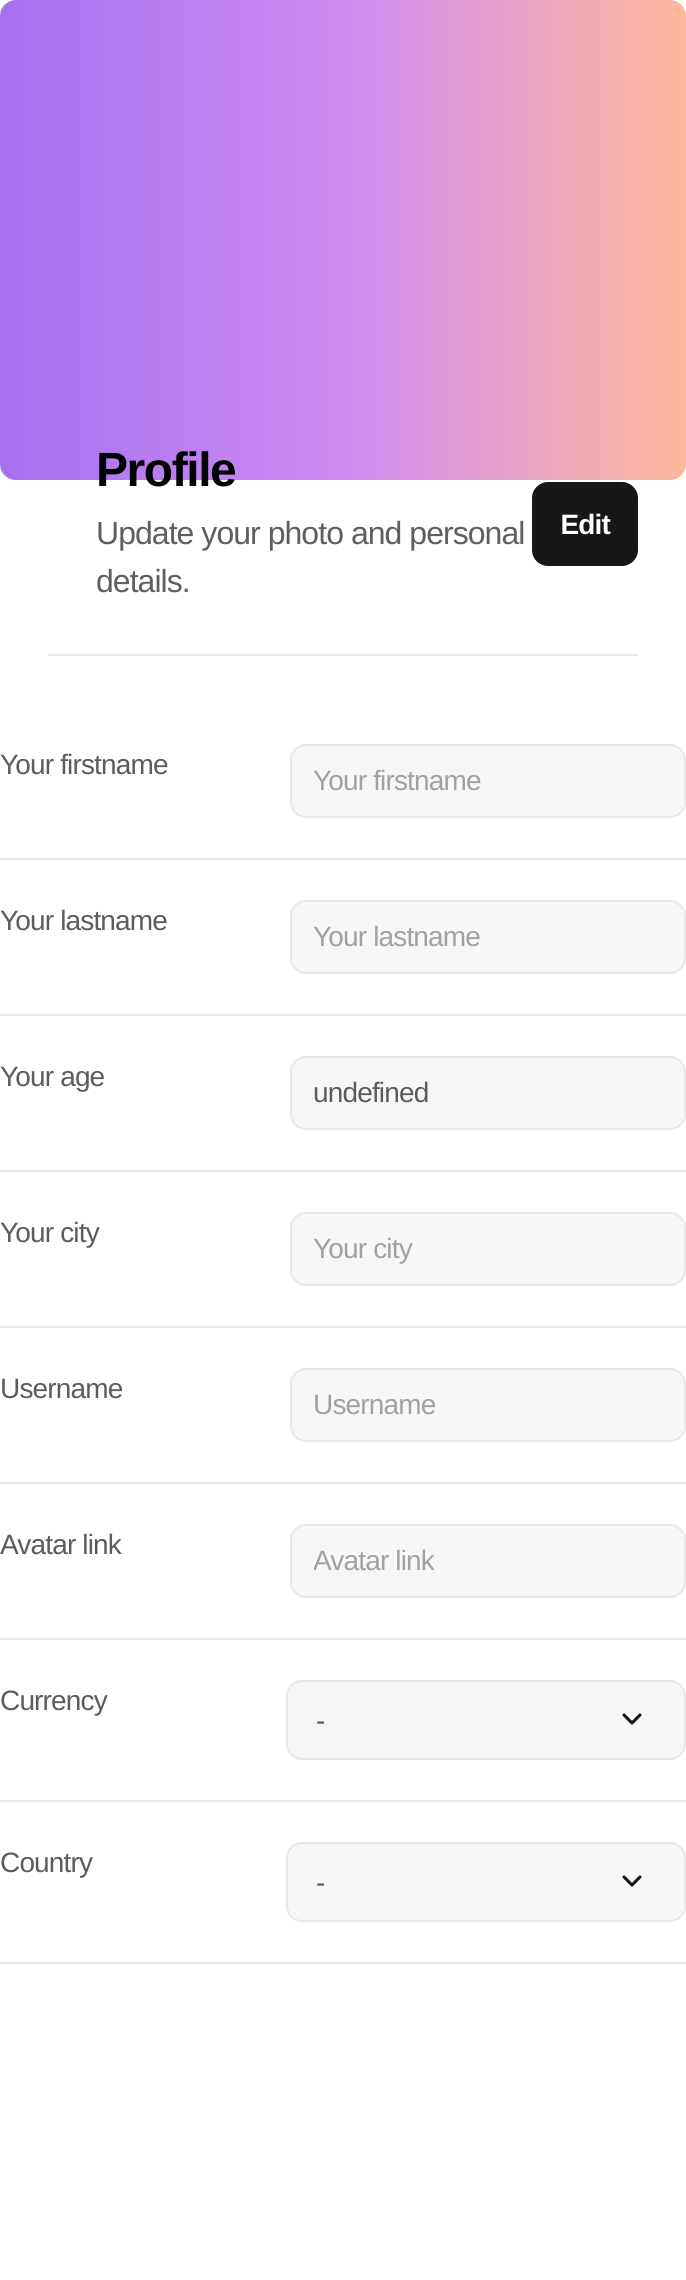 Profile
Update your photo and personal
details.
Edit
Your firstname
Your firstname
Your lastname
Your lastname
Your age
undefined
Your city
Your city
Username
Username
Avatar link
Avatar link
Currency
-
Country
-